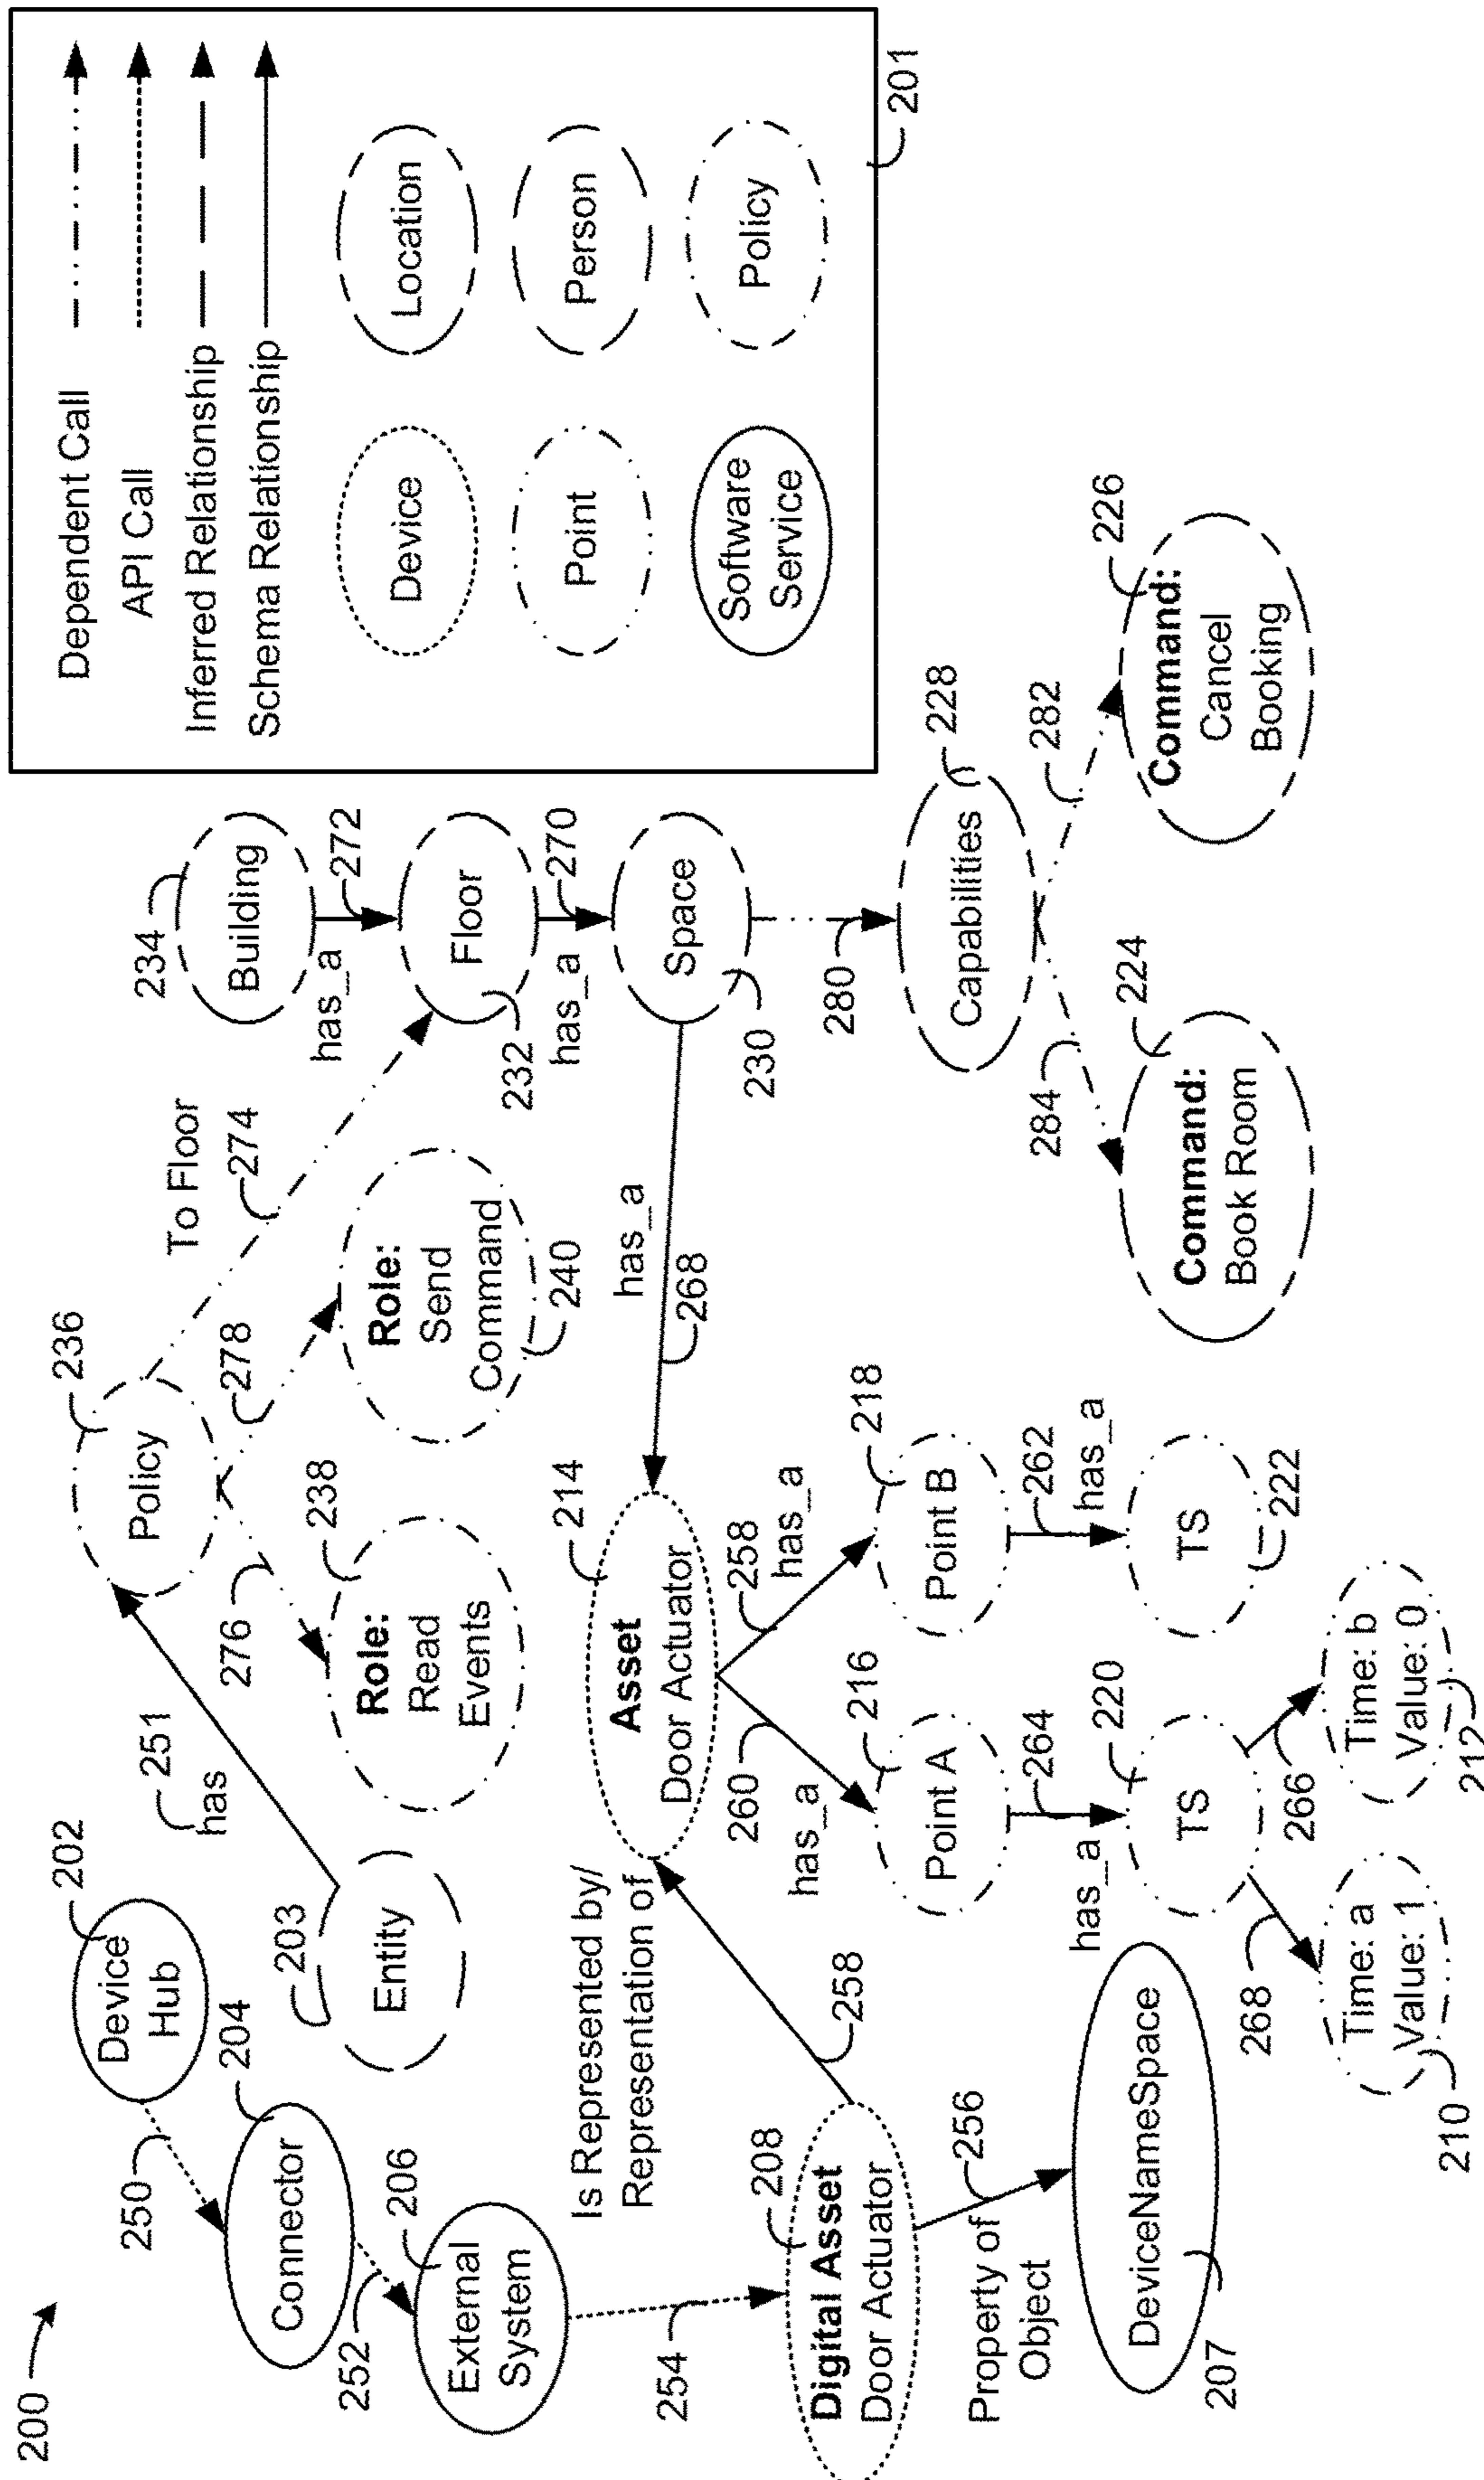 200
Device
Hub
202
250
Connector
204
252
External
System
206
254
Digital Asset
Door Actuator
208
Property of
Object
256
DeviceNameSpace
207
Is Represented by/
Representation of
258
Entity
203
251
has
Policy
236
276
278
Role:
Read
Events
238
Role:
Send
Command
240
To Floor
274
Building
234
has_a
272
Floor
232
has_a
270
Space
230
has_a
268
Asset
Door Actuator
214
260
has_a
258
has_a
Point A
216
Point B
218
264
has_a
262
has_a
TS
220
TS
222
268
266
Time: a
Value: 1
210
Time: b
Value: 0
212
280
Capabilities
228
284
282
Command:
Book Room
224
Command:
Cancel
Booking
226
Dependent Call
API Call
Inferred Relationship
Schema Relationship
Device
Location
Point
Person
Software
Service
Policy
201